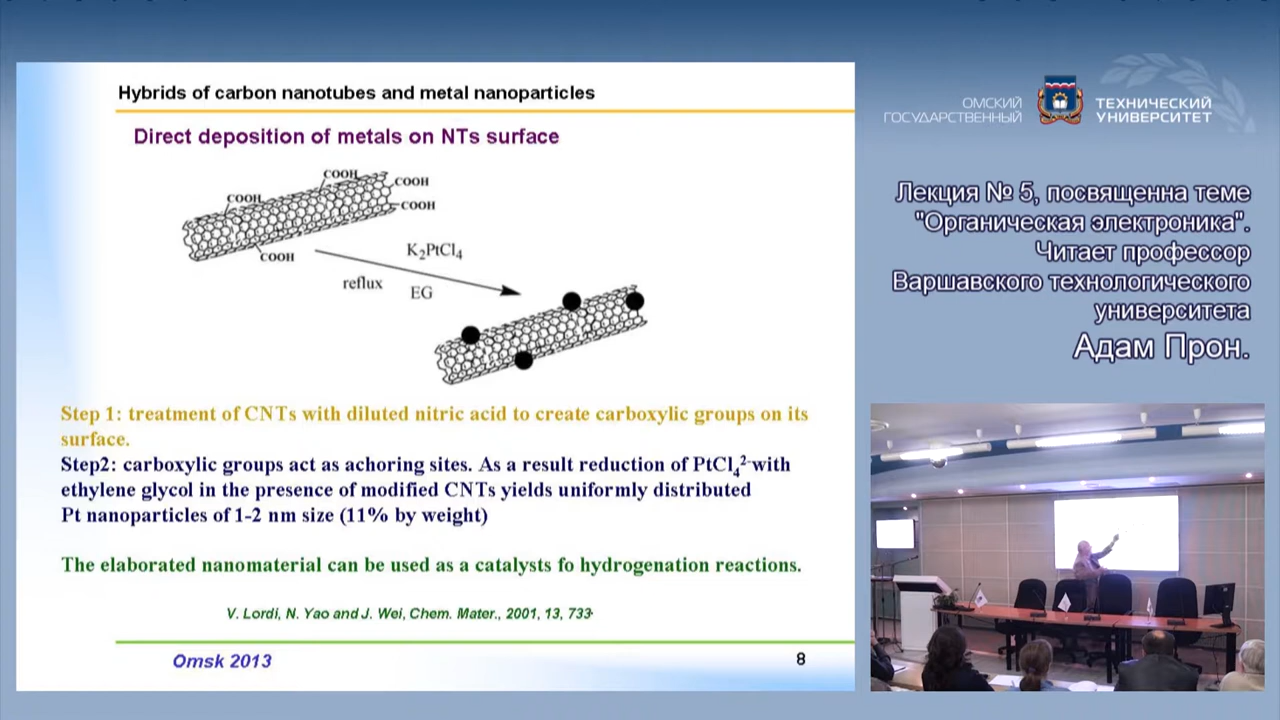 Hybrids of carbon nanotubes and metal nanoparticles
Direct deposition of metals on NTs surface
COOH
COOH
COOH
COOH
COOH
K₂PtCl₄
reflux
EG
Step 1: treatment of CNTs with diluted nitric acid to create carboxylic groups on its
surface.
Step2: carboxylic groups act as achoring sites. As a result reduction of PtCl₄²⁻with
ethylene glycol in the presence of modified CNTs yields uniformly distributed
Pt nanoparticles of 1-2 nm size (11% by weight)
The elaborated nanomaterial can be used as a catalysts fo hydrogenation reactions.
V. Lordi, N. Yao and J. Wei, Chem. Mater., 2001, 13, 733
Omsk 2013
8
ОМСКИЙ
ГОСУДАРСТВЕННЫЙ
ТЕХНИЧЕСКИЙ
УНИВЕРСИТЕТ
Лекция № 5, посвященна теме
"Органическая электроника".
Читает профессор
Варшавского технологического
университета
Адам Прон.